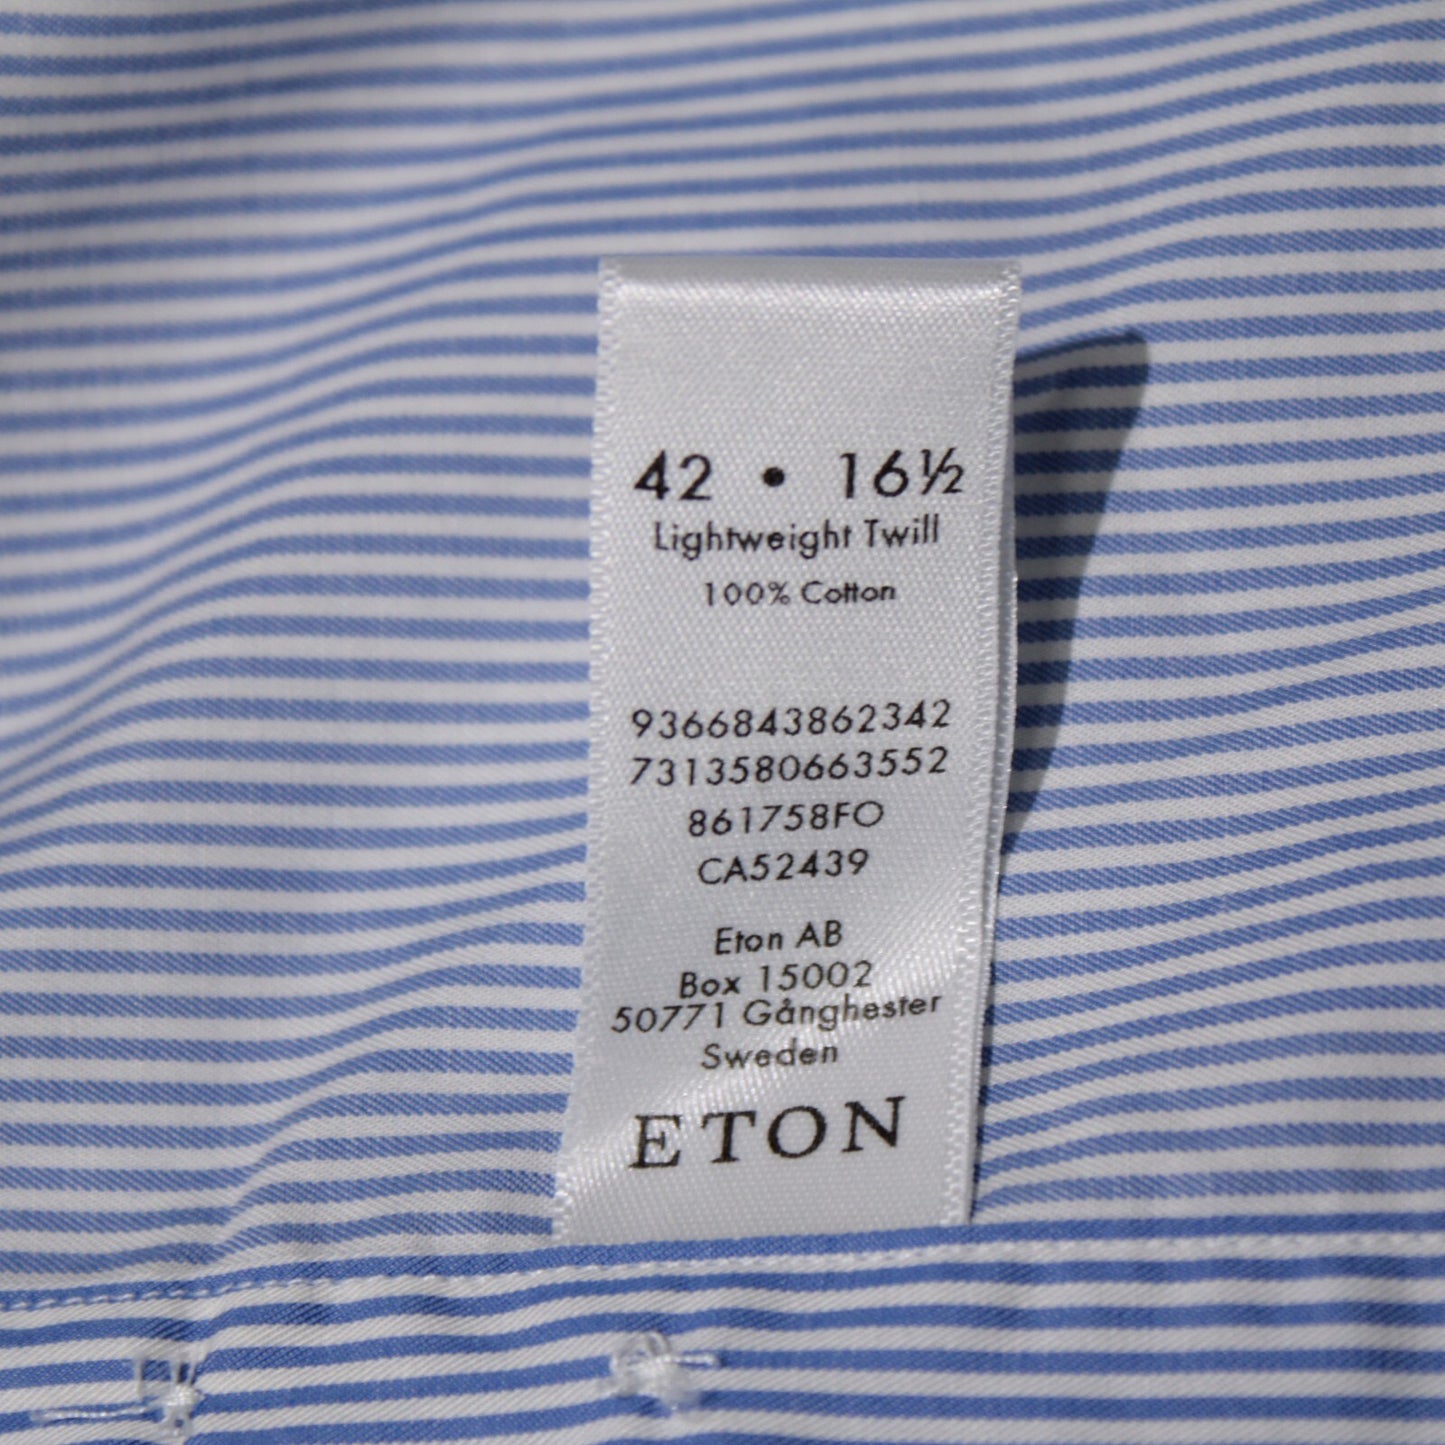 42 • 16½
Lightweight Twill
100% Cotton
9366843862342
7313580663552
861758FO
CA52439
Eton AB
Box 15002
50771 Gånghester
Sweden
ETON